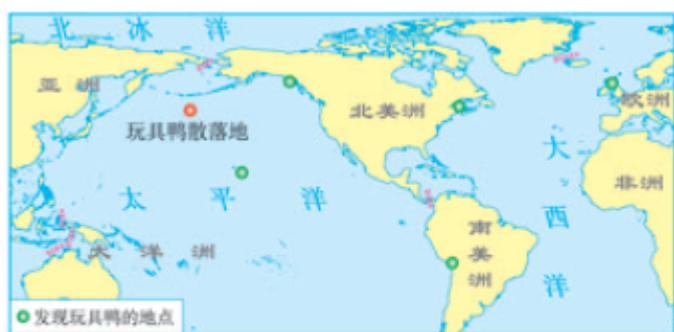 北冰洋
亚洲
北美洲
欧洲
玩具鸭散落地
大西洋
非洲
太平洋
大洋洲
南美洲
发现玩具鸭的地点